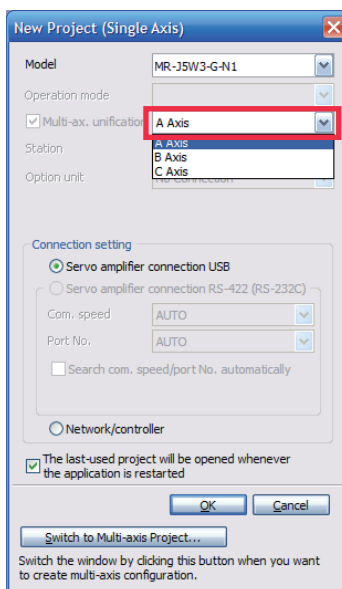 New Project (Single Axis)
Model MR-J5W3-G-N1
Operation mode
Multi-ax. unification A Axis
A Axis
Station B Axis
C Axis
Option unit No Connection
Connection setting
Servo amplifier connection USB
Servo amplifier connection RS-422 (RS-232C)
Com. speed AUTO
Port No. AUTO
Search com. speed/port No. automatically
Network/controller
The last-used project will be opened whenever
the application is restarted
OK Cancel
Switch to Multi-axis Project...
Switch the window by clicking this button when you want
to create multi-axis configuration.